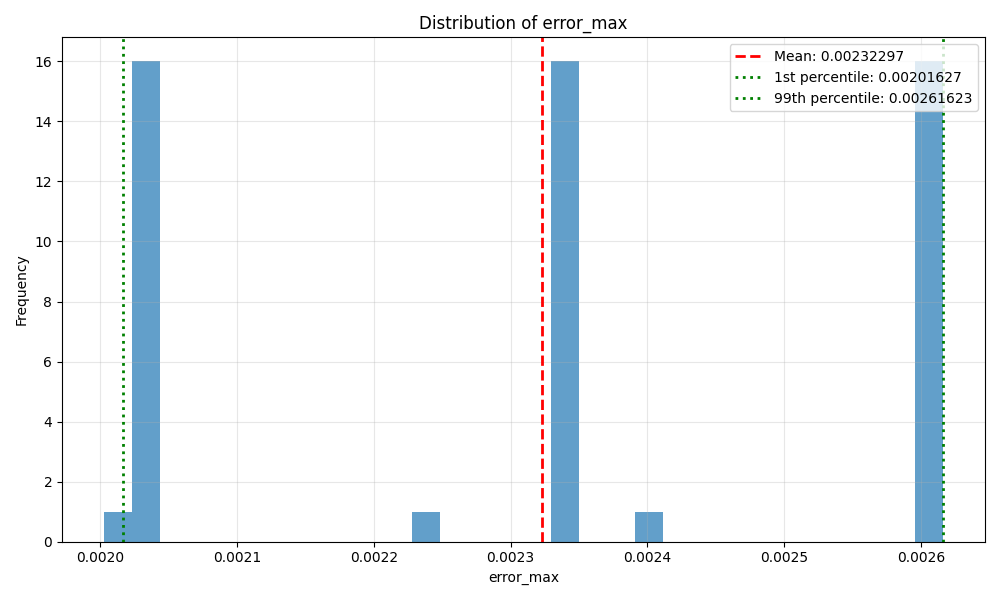 Distribution of error_max
Mean: 0.00232297
1st percentile: 0.00201627
99th percentile: 0.00261623
Frequency
16
14
12
10
8
6
4
2
0
0.0020
0.0021
0.0022
0.0023
0.0024
0.0025
0.0026
error_max